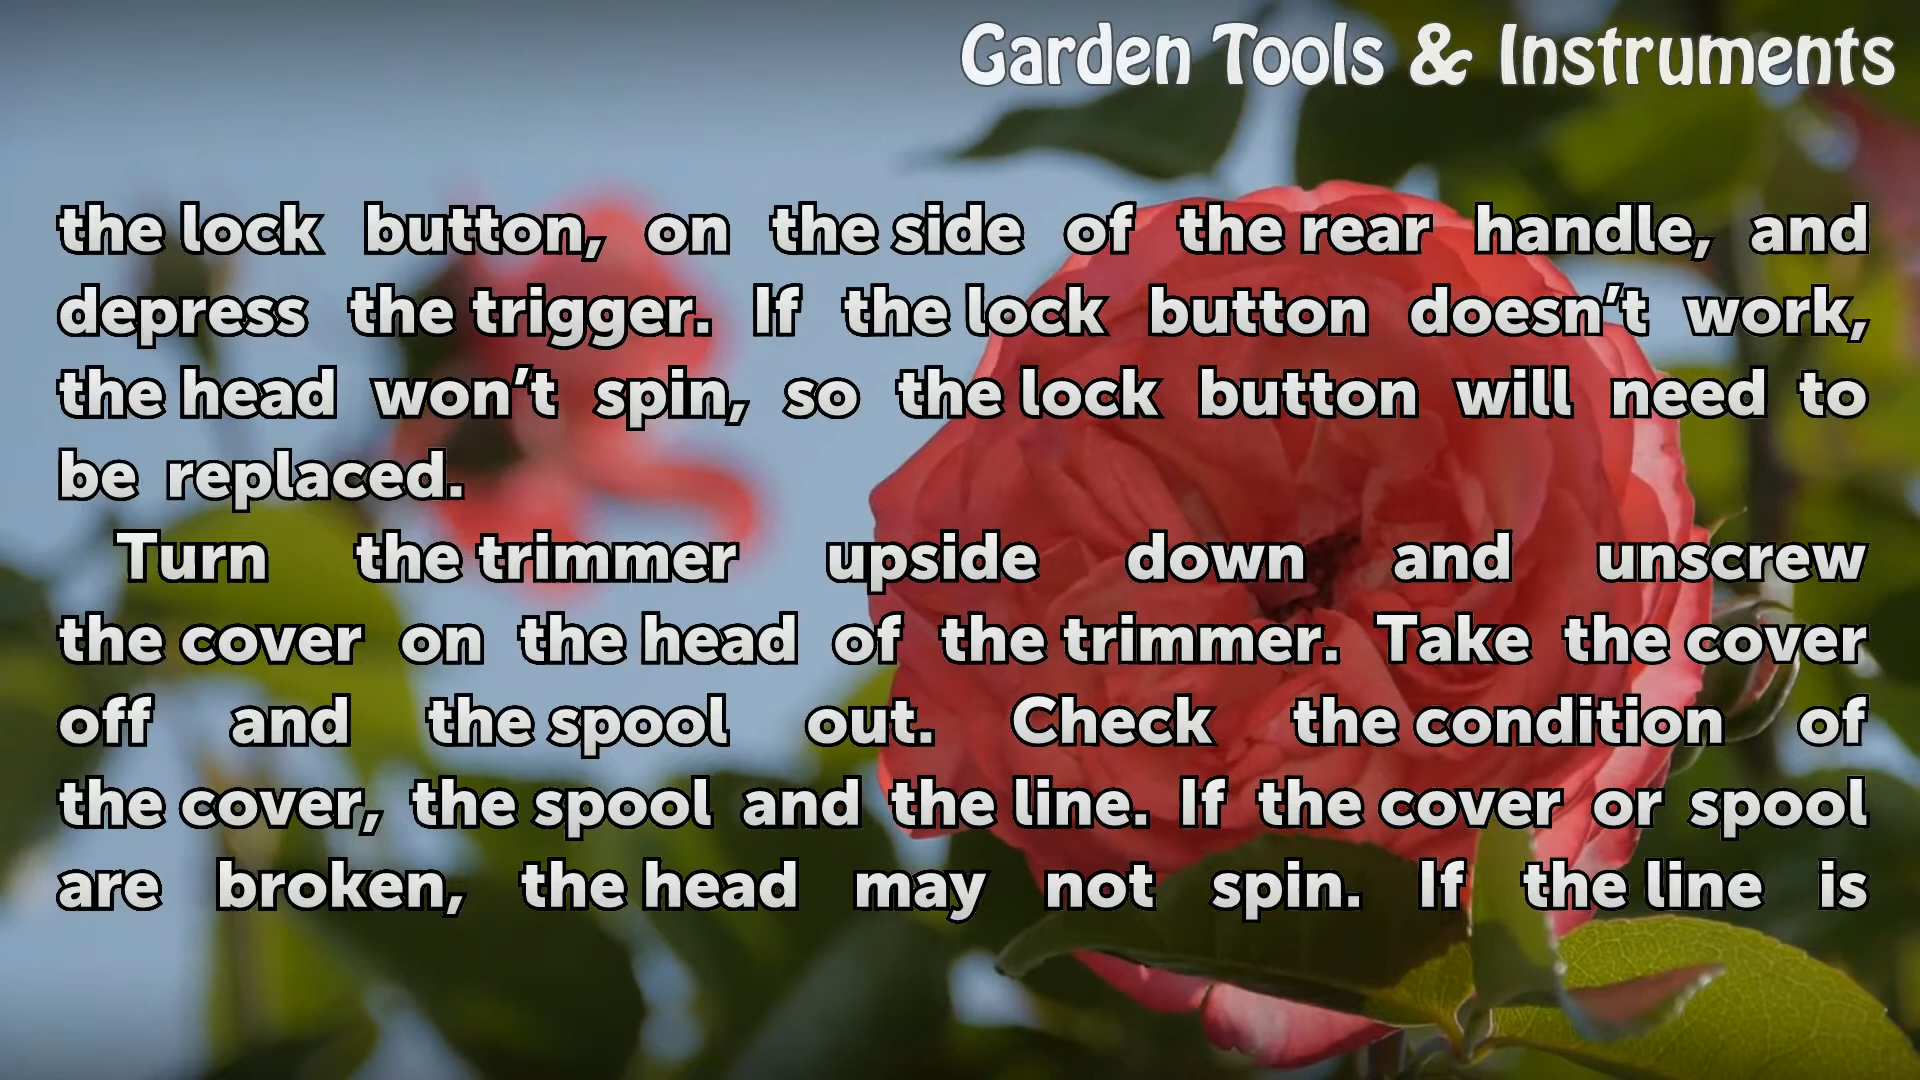 Garden Tools & Instruments
the lock button, on the side of the rear handle, and
depress the trigger. If the lock button doesn’t work,
the head won’t spin, so the lock button will need to
be replaced.
Turn the trimmer upside down and unscrew
the cover on the head of the trimmer. Take the cover
off and the spool out. Check the condition of
the cover, the spool and the line. If the cover or spool
are broken, the head may not spin. If the line is